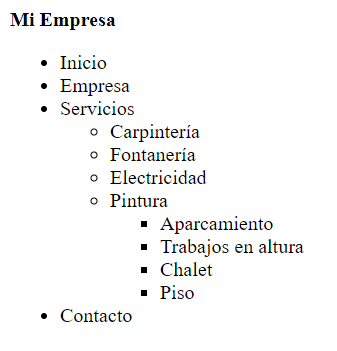 Mi Empresa
Inicio
Empresa
Servicios
Carpintería
Fontanería
Electricidad
Pintura
Aparcamiento
Trabajos en altura
Chalet
Piso
Contacto